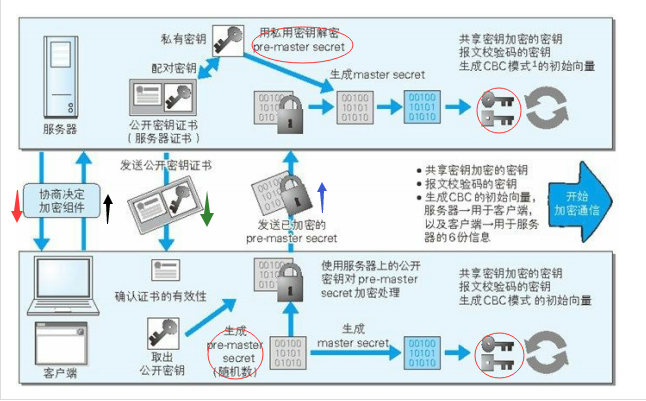 私有密钥
用私用密钥解密
pre-master secret
共享密钥加密的密钥
报文校验码的密钥
生成CBC模式1的初始向量
配对密钥
生成master secret
00100
10101
01010
00100
10101
01010
00100
10101
01010
服务器
公开密钥证书
(服务器证书)
发送公开密钥证书
协商决定
加密组件
00100
10101
01010
发送已加密的
pre-master secret
● 共享密钥加密的密钥
● 报文校验码的密钥
● 生成CBC 的初始向量，
服务器→用于客户端，
以及客户端→用于服务
器的6份信息
开始
加密通信
确认证书的有效性
00100
10101
01010
使用服务器上的公开
密钥对 pre-master
secret加密处理
共享密钥加密的密钥
报文校验码的密钥
生成CBC模式 的初始向量
取出
公开密钥
生成
pre-master
secret
(随机数)
00100
10101
01010
生成
master secret
00100
10101
01010
客户端